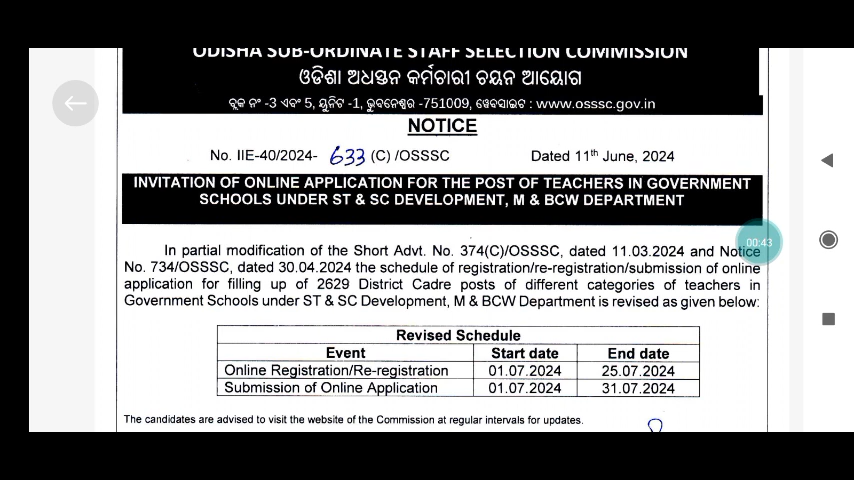 ODISHA SUB-ORDINATE STAFF SELECTION COMMISSION
ଓଡିଶା ଅଧସ୍ତନ କର୍ମଚାରୀ ଚୟନ ଆୟୋଗ
ବ୍ଲକ ନଂ -3 ଏବଂ 5, ୟୁନିଟ -1, ଭୁବନେଶ୍ୱର -751009, ୱେବସାଇଟ : www.osssc.gov.in
NOTICE
No. IIE-40/2024- 633 (C) /OSSSC Dated 11th June, 2024
INVITATION OF ONLINE APPLICATION FOR THE POST OF TEACHERS IN GOVERNMENT
SCHOOLS UNDER ST & SC DEVELOPMENT, M & BCW DEPARTMENT
00:43
In partial modification of the Short Advt. No. 374(C)/OSSSC, dated 11.03.2024 and Notice
No. 734/OSSSC, dated 30.04.2024 the schedule of registration/re-registration/submission of online
application for filling up of 2629 District Cadre posts of different categories of teachers in
Government Schools under ST & SC Development, M & BCW Department is revised as given below:
Revised Schedule
Event Start date End date
Online Registration/Re-registration 01.07.2024 25.07.2024
Submission of Online Application 01.07.2024 31.07.2024
The candidates are advised to visit the website of the Commission at regular intervals for updates.